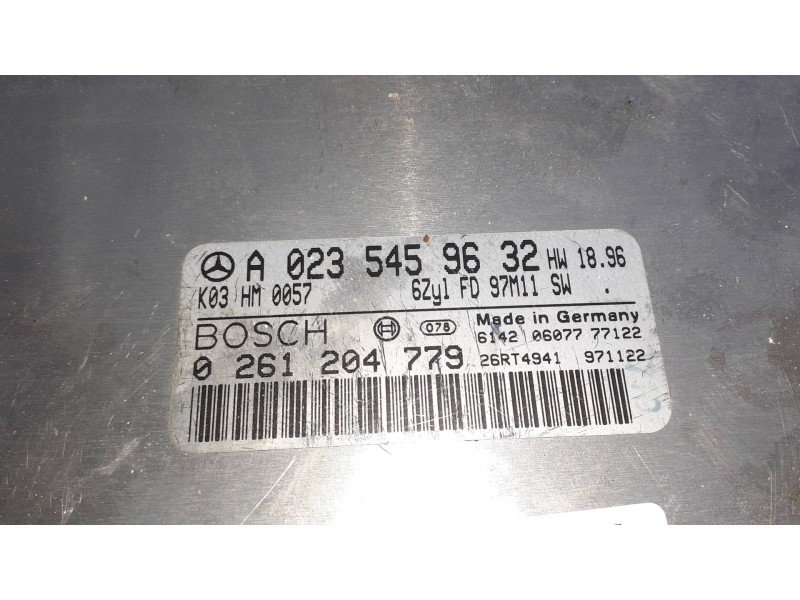 A 023 545 96 32 HW 18.96
K03 HM 0057 6Zyl FD 97M11 SW .
BOSCH 078 Made in Germany
6142 06077 77122
0 261 204 779 26RT4941 971122